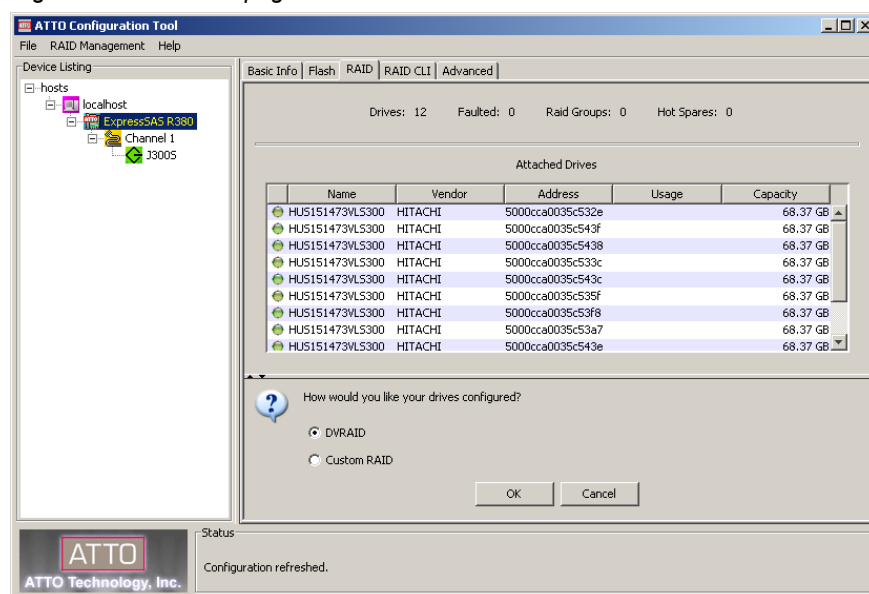 ATTO Configuration Tool
File RAID Management Help
Device Listing
hosts
localhost
ExpressSAS R380
Channel 1
J300S
Basic Info Flash RAID RAID CLI Advanced
Drives: 12 Faulted: 0 Raid Groups: 0 Hot Spares: 0
Attached Drives
Name Vendor Address Usage Capacity
HUS151473VLS300 HITACHI 5000cca0035c532e 68.37 GB
HUS151473VLS300 HITACHI 5000cca0035c543f 68.37 GB
HUS151473VLS300 HITACHI 5000cca0035c5438 68.37 GB
HUS151473VLS300 HITACHI 5000cca0035c533c 68.37 GB
HUS151473VLS300 HITACHI 5000cca0035c543c 68.37 GB
HUS151473VLS300 HITACHI 5000cca0035c535f 68.37 GB
HUS151473VLS300 HITACHI 5000cca0035c53f8 68.37 GB
HUS151473VLS300 HITACHI 5000cca0035c53a7 68.37 GB
HUS151473VLS300 HITACHI 5000cca0035c543e 68.37 GB
How would you like your drives configured?
DVRAID
Custom RAID
OK Cancel
ATTO
ATTO Technology, Inc.
Status
Configuration refreshed.